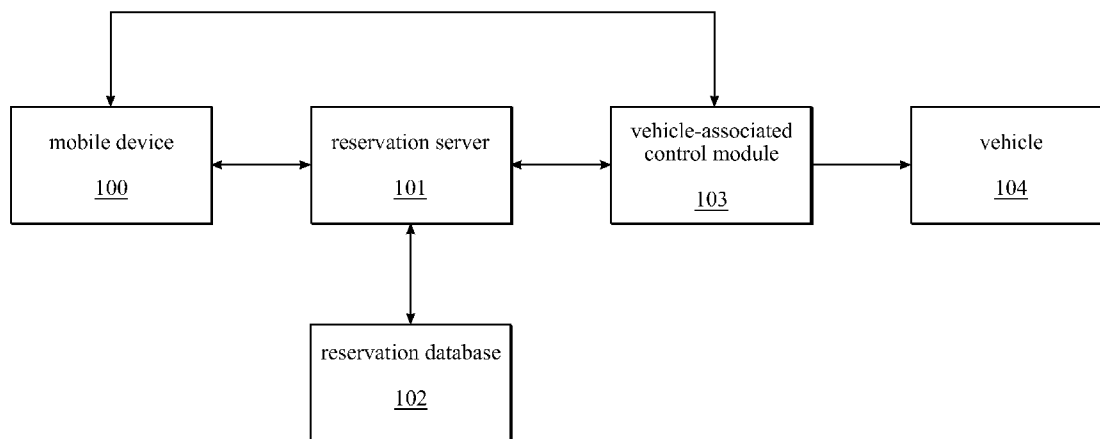 mobile device
100
reservation server
101
vehicle-associated
control module
103
vehicle
104
reservation database
102